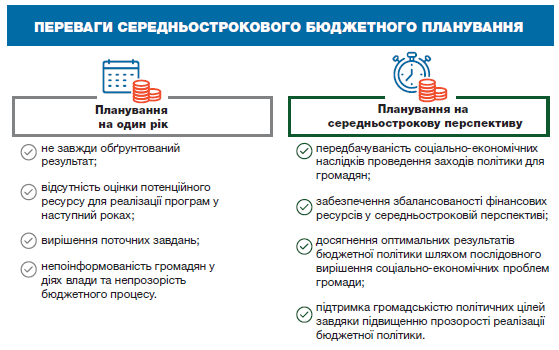 ПЕРЕВАГИ СЕРЕДНЬОСТРОКОВОГО БЮДЖЕТНОГО ПЛАНУВАННЯ
Планування
на один рік
не завжди обґрунтований
результат;
відсутність оцінки потенційного
ресурсу для реалізації програм у
наступний роках;
вирішення поточних завдань;
непоінформованість громадян у
діях влади та непрозорість
бюджетного процесу.
Планування на
середньострокову перспективу
передбачуваність соціально-економічних
наслідків проведення заходів політики для
громадян;
забезпечення збалансованості фінансових
ресурсів у середньостроковій перспективі;
досягнення оптимальних результатів
бюджетної політики шляхом послідовного
вирішення соціально-економічних проблем
громади;
підтримка громадськістю політичних цілей
завдяки підвищенню прозорості реалізації
бюджетної політики.